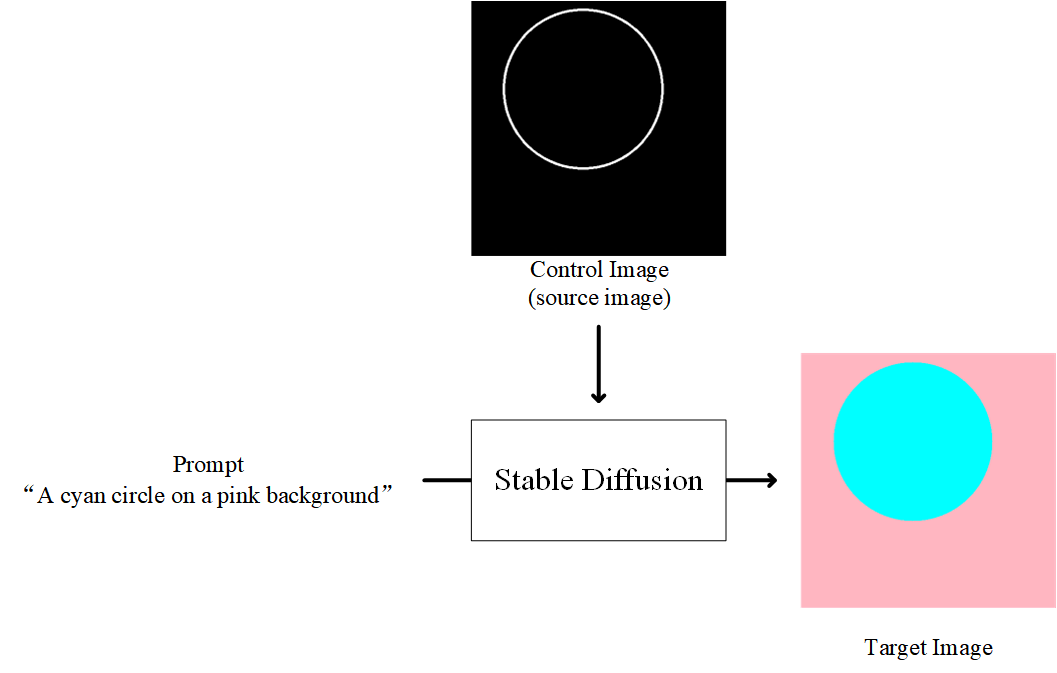 Control Image
(source image)
Prompt
“A cyan circle on a pink background”
Stable Diffusion
Target Image